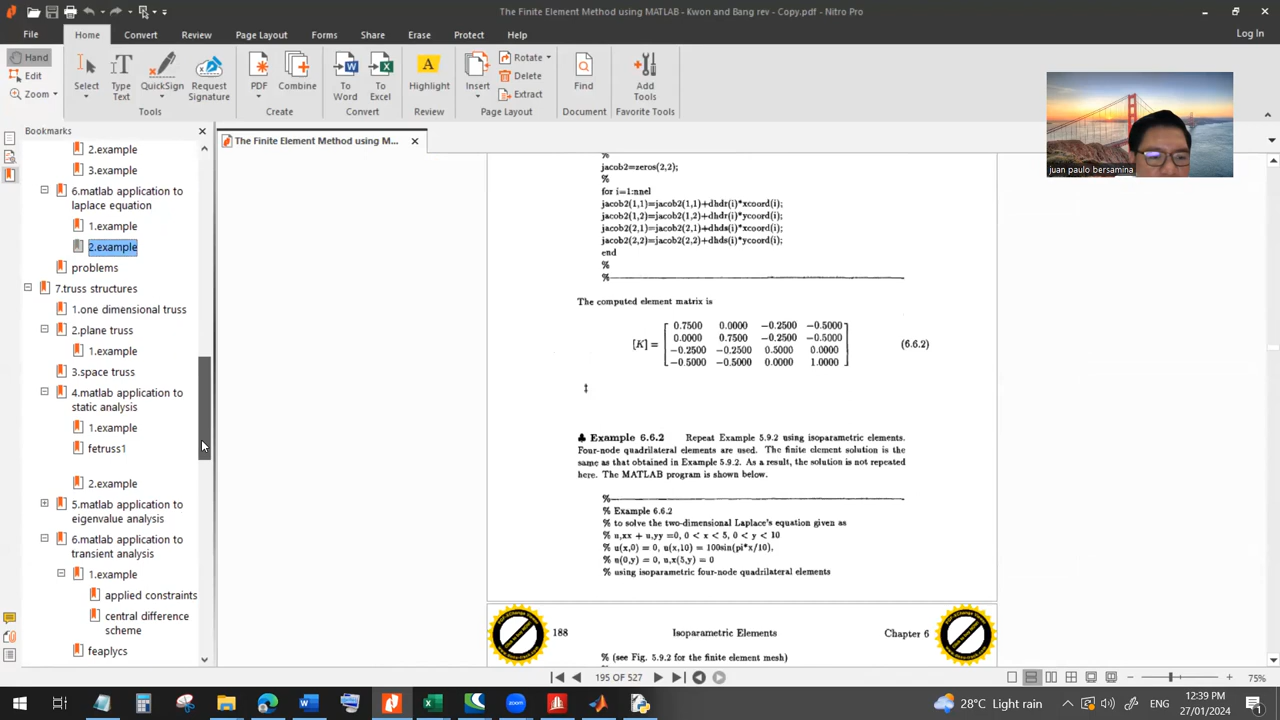 The Finite Element Method using MATLAB - Kwon and Bang rev - Copy.pdf - Nitro Pro
File
Home
Convert
Page Layout
Forms
Share
Erase
Protect
Help
Log In
Hand
Edit
Zoom
Select
Type Text
QuickSign
Request Signature
Tools
PDF
Combine
Create
To Word
To Excel
Convert
Highlight
Review
Insert
Rotate
Delete
Extract
Page Layout
Find
Document
Add Tools
Favorite Tools
juan paulo bersamina
Bookmarks
The Finite Element Method using M...
2.example
3.example
6.matlab application to
laplace equation
1.example
2.example
problems
7.truss structures
1.one dimensional truss
2.plane truss
1.example
3.space truss
4.matlab application to
static analysis
1.example
fetruss1
2.example
5.matlab application to
eigenvalue analysis
6.matlab application to
transient analysis
1.example
applied constraints
central difference
scheme
feaplycs
%
jacob2=zeros(2,2);
%
for i=1:nnel
jacob2(1,1)=jacob2(1,1)+dhdr(i)*xcoord(i);
jacob2(1,2)=jacob2(1,2)+dhdr(i)*ycoord(i);
jacob2(2,1)=jacob2(2,1)+dhds(i)*xcoord(i);
jacob2(2,2)=jacob2(2,2)+dhds(i)*ycoord(i);
end
%
%
The computed element matrix is
[K] = [ 0.7500 0.0000 −0.2500 −0.5000
0.0000 0.7500 −0.2500 −0.5000
−0.2500 −0.2500 0.5000 0.0000
−0.5000 −0.5000 0.0000 1.0000 ] (6.6.2)
‡
♣ Example 6.6.2 Repeat Example 5.9.2 using isoparametric elements.
Four-node quadrilateral elements are used. The finite element solution is the
same as that obtained in Example 5.9.2. As a result, the solution is not repeated
here. The MATLAB program is shown below.
%
% Example 6.6.2
% to solve the two-dimensional Laplace's equation given as
% u,xx + u,yy =0, 0 < x < 5, 0 < y < 10
% u(x,0) = 0, u(x,10) = 100sin(pi*x/10),
% u(0,y) = 0, u,x(5,y) = 0
% using isoparametric four-node quadrilateral elements
188 Isoparametric Elements Chapter 6
% (see Fig. 5.9.2 for the finite element mesh)
195 OF 527
75%
28°C Light rain
12:39 PM
27/01/2024